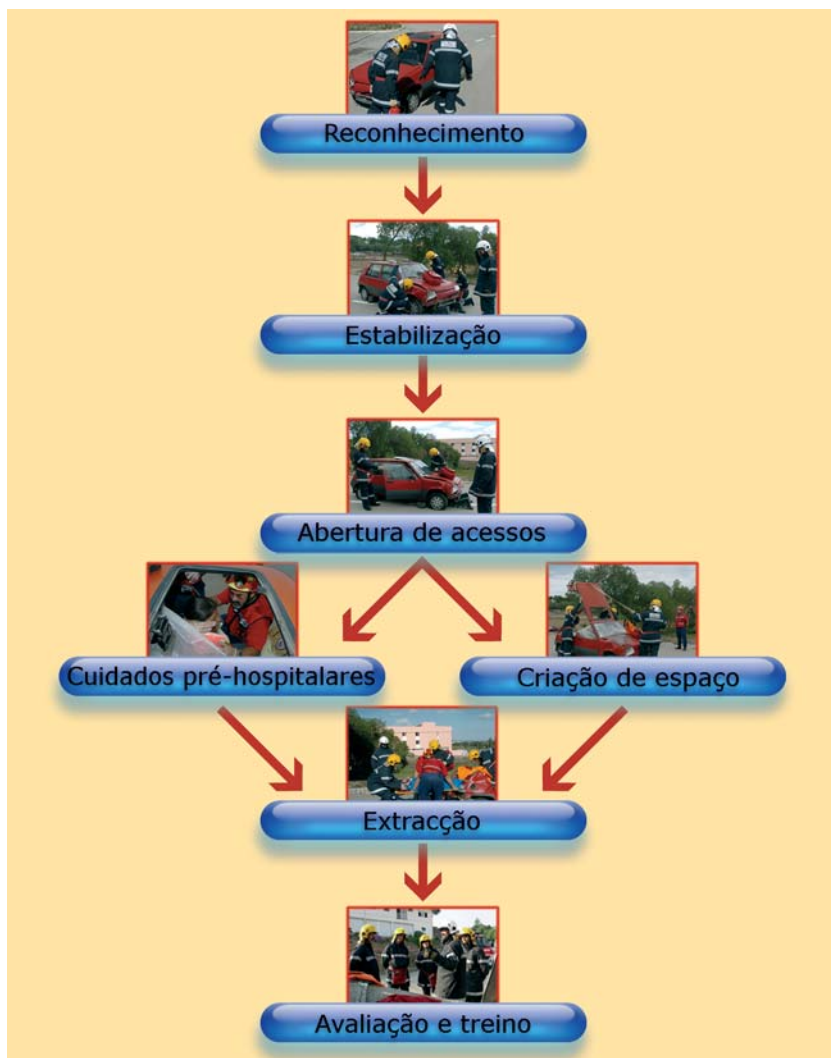 Reconhecimento
Estabilização
Abertura de acessos
Cuidados pré-hospitalares
Criação de espaço
Extracção
Avaliação e treino